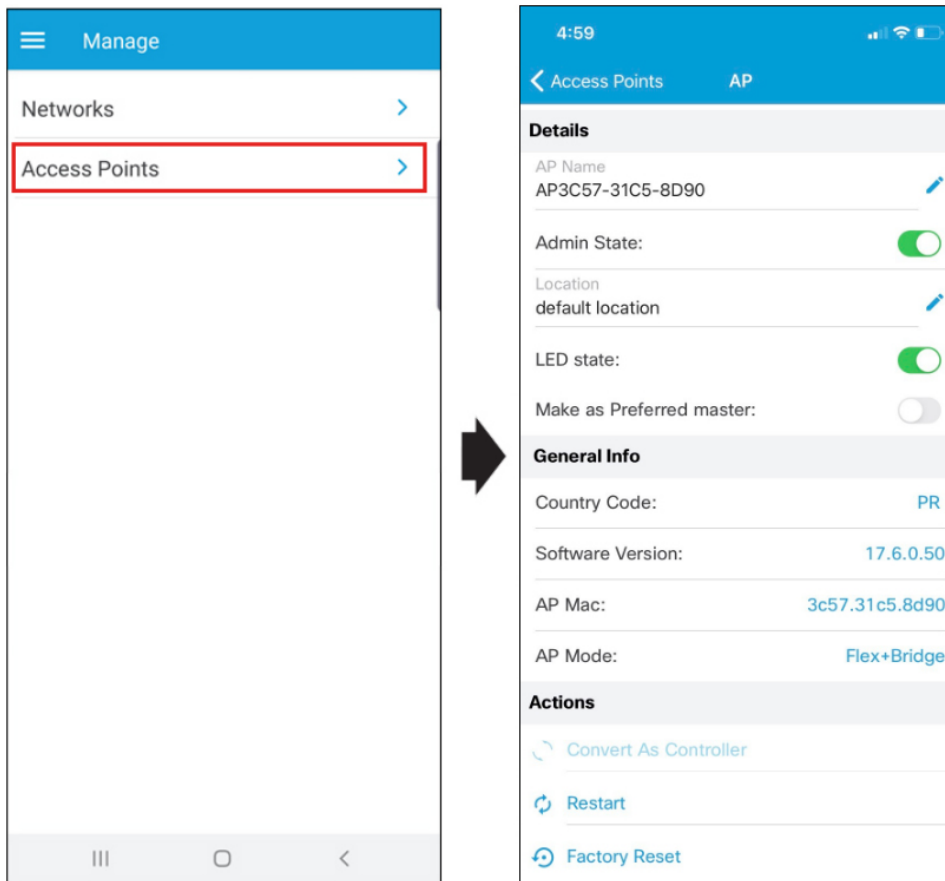 Manage
Networks
Access Points
4:59
Access Points AP
Details
AP Name
AP3C57-31C5-8D90
Admin State:
Location
default location
LED state:
Make as Preferred master:
General Info
Country Code: PR
Software Version: 17.6.0.50
AP Mac: 3c57.31c5.8d90
AP Mode: Flex+Bridge
Actions
Convert As Controller
Restart
Factory Reset